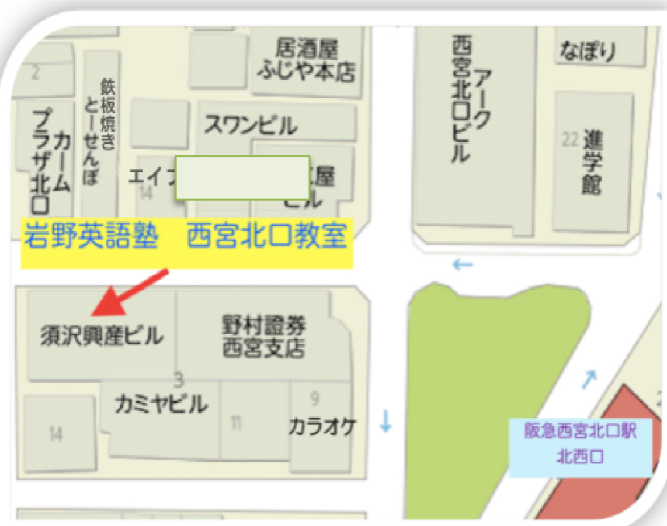 居酒屋
ふじや本店
西宮北口ビル
アーク
なぽり
2
鉄板焼き
とーせんぼ
カーム
プラザ北口
スワンビル
22
進学館
エイ
14
屋
ビル
岩野英語塾　西宮北口教室
須沢興産ビル
野村證券
西宮支店
3
カミヤビル
9
カラオケ
11
14
阪急西宮北口駅
北西口